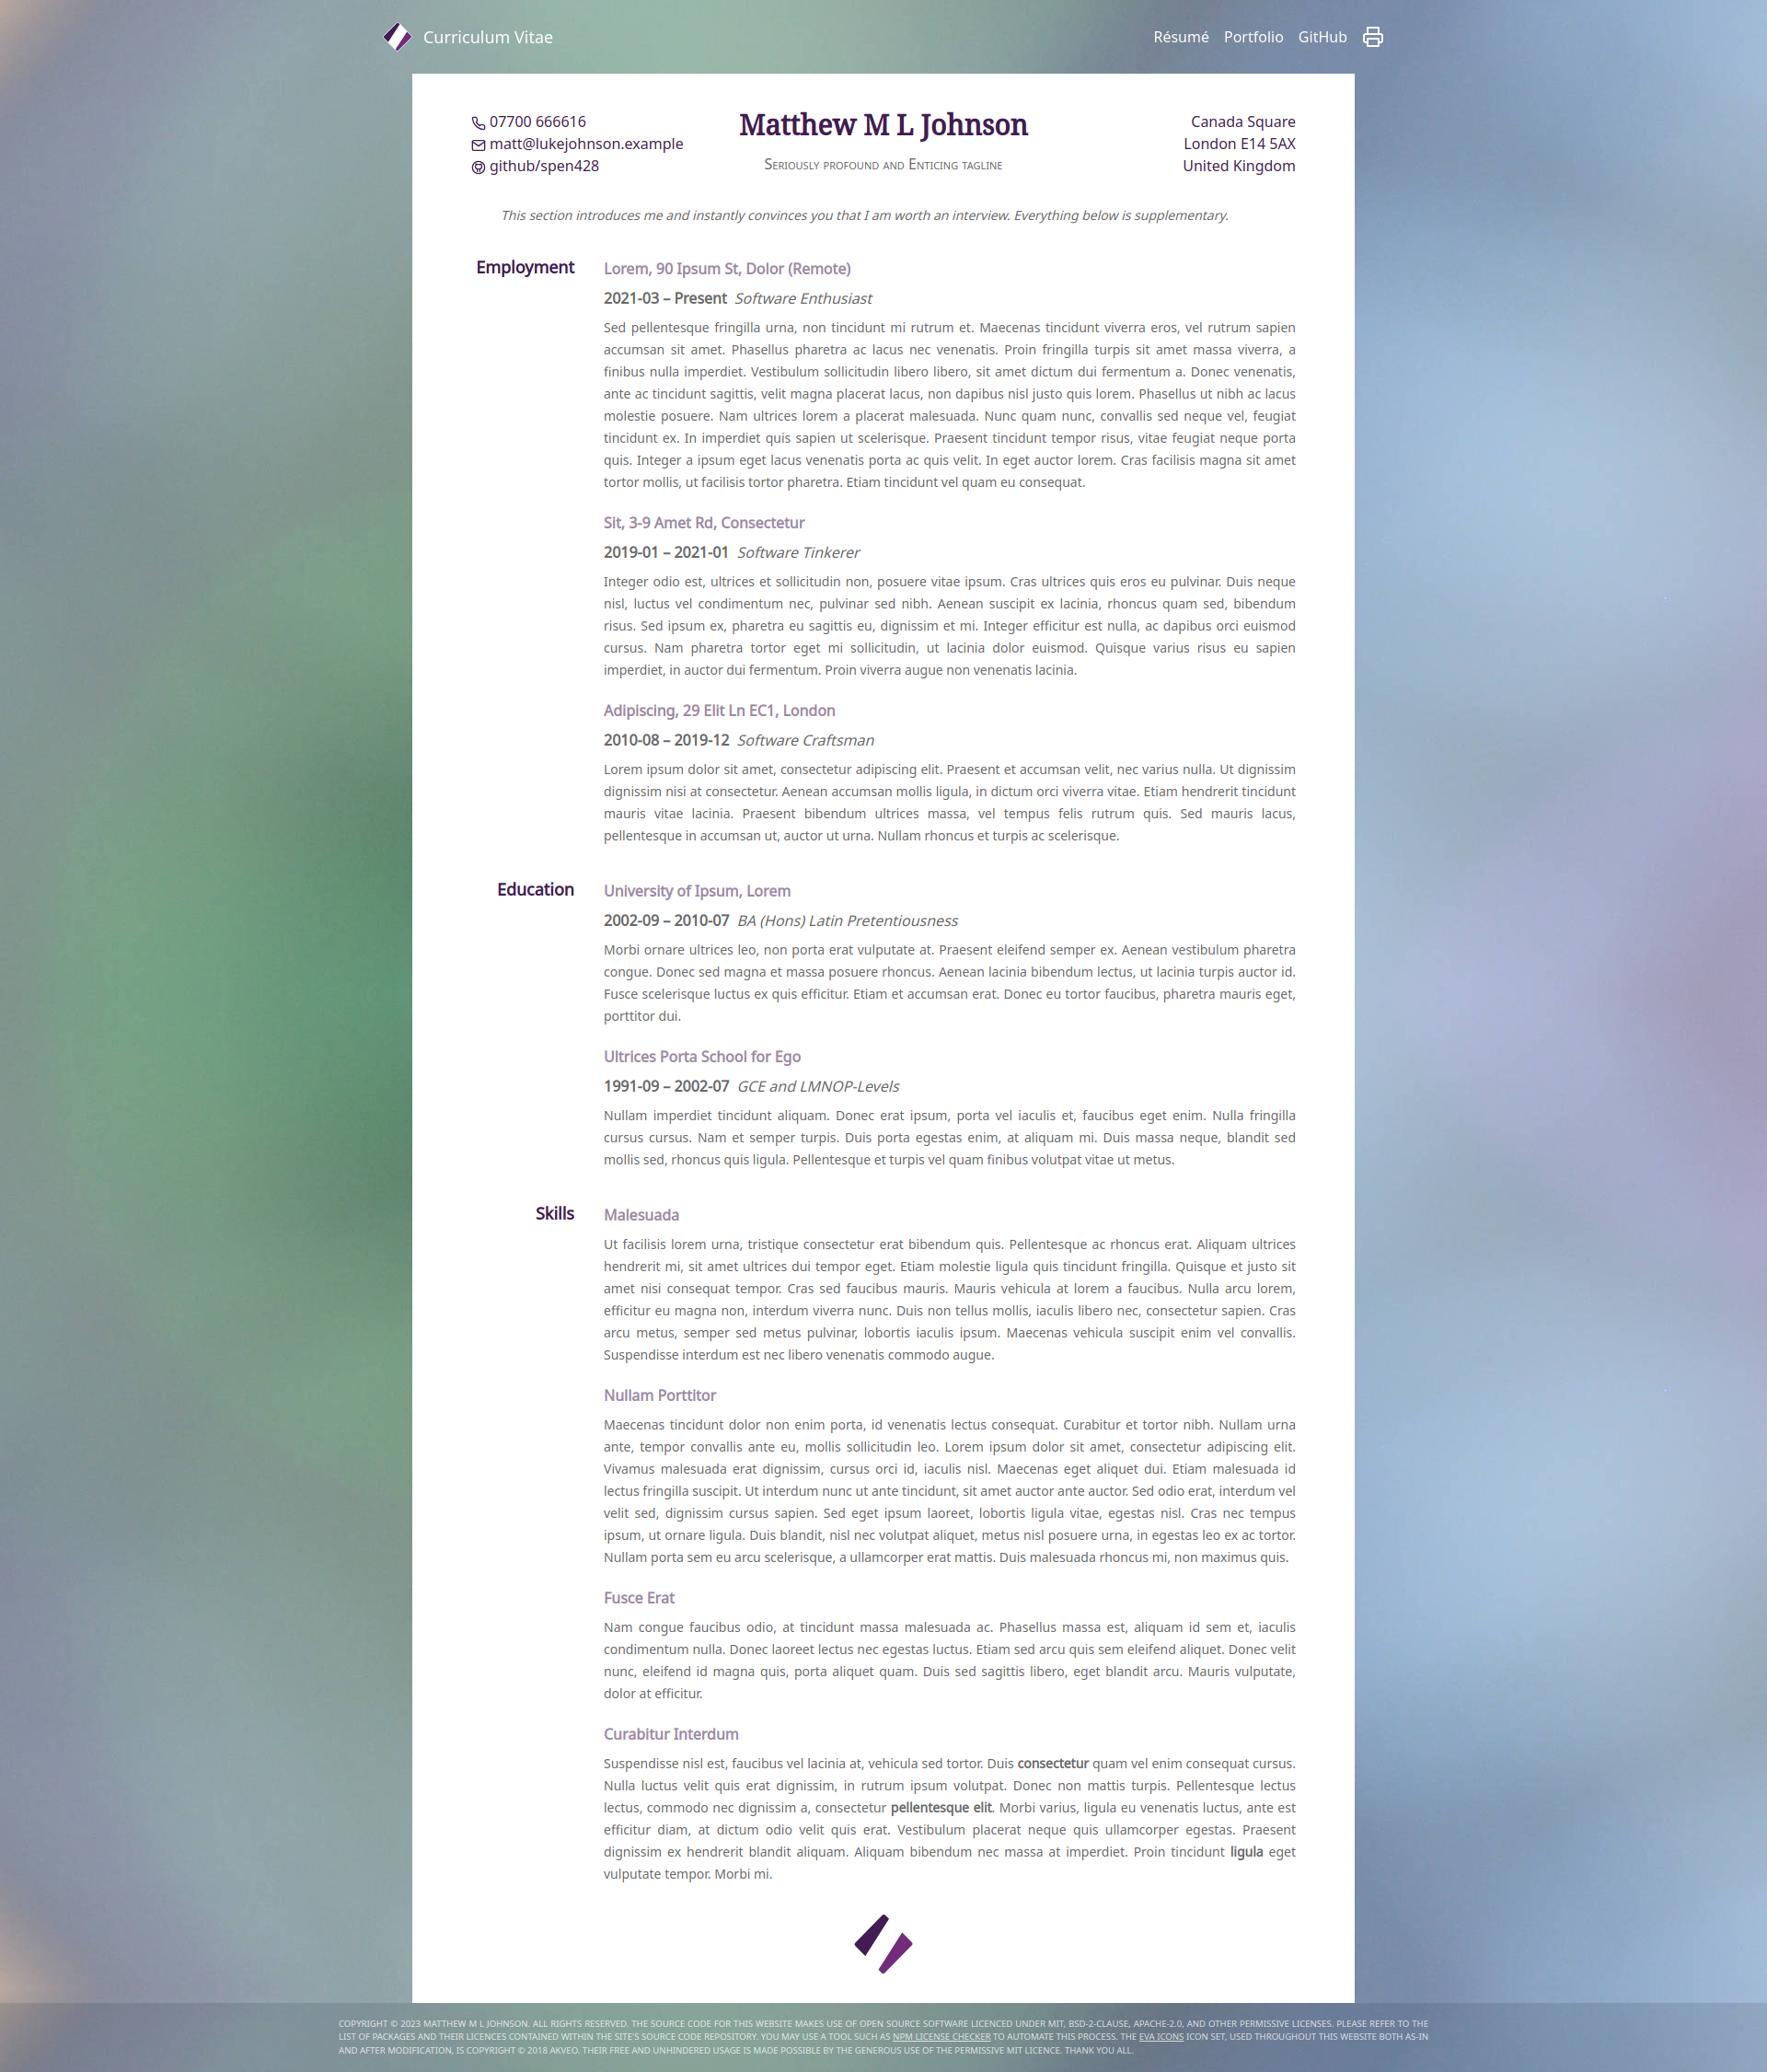 Curriculum Vitae
Résumé Portfolio GitHub
07700 666616
matt@lukejohnson.example
github/spen428
Matthew M L Johnson
Seriously profound and Enticing tagline
Canada Square
London E14 5AX
United Kingdom
This section introduces me and instantly convinces you that I am worth an interview. Everything below is supplementary.
Employment
Lorem, 90 Ipsum St, Dolor (Remote)
2021-03 – Present Software Enthusiast
Sed pellentesque fringilla urna, non tincidunt mi rutrum et. Maecenas tincidunt viverra eros, vel rutrum sapien
accumsan sit amet. Phasellus pharetra ac lacus nec venenatis. Proin fringilla turpis sit amet massa viverra, a
finibus nulla imperdiet. Vestibulum sollicitudin libero libero, sit amet dictum dui fermentum a. Donec venenatis,
ante ac tincidunt sagittis, velit magna placerat lacus, non dapibus nisl justo quis lorem. Phasellus ut nibh ac lacus
molestie posuere. Nam ultrices lorem a placerat malesuada. Nunc quam nunc, convallis sed neque vel, feugiat
tincidunt ex. In imperdiet quis sapien ut scelerisque. Praesent tincidunt tempor risus, vitae feugiat neque porta
quis. Integer a ipsum eget lacus venenatis porta ac quis velit. In eget auctor lorem. Cras facilisis magna sit amet
tortor mollis, ut facilisis tortor pharetra. Etiam tincidunt vel quam eu consequat.
Sit, 3-9 Amet Rd, Consectetur
2019-01 – 2021-01 Software Tinkerer
Integer odio est, ultrices et sollicitudin non, posuere vitae ipsum. Cras ultrices quis eros eu pulvinar. Duis neque
nisl, luctus vel condimentum nec, pulvinar sed nibh. Aenean suscipit ex lacinia, rhoncus quam sed, bibendum
risus. Sed ipsum ex, pharetra eu sagittis eu, dignissim et mi. Integer efficitur est nulla, ac dapibus orci euismod
cursus. Nam pharetra tortor eget mi sollicitudin, ut lacinia dolor euismod. Quisque varius risus eu sapien
imperdiet, in auctor dui fermentum. Proin viverra augue non venenatis lacinia.
Adipiscing, 29 Elit Ln EC1, London
2010-08 – 2019-12 Software Craftsman
Lorem ipsum dolor sit amet, consectetur adipiscing elit. Praesent et accumsan velit, nec varius nulla. Ut dignissim
dignissim nisi at consectetur. Aenean accumsan mollis ligula, in dictum orci viverra vitae. Etiam hendrerit tincidunt
mauris vitae lacinia. Praesent bibendum ultrices massa, vel tempus felis rutrum quis. Sed mauris lacus,
pellentesque in accumsan ut, auctor ut urna. Nullam rhoncus et turpis ac scelerisque.
Education
University of Ipsum, Lorem
2002-09 – 2010-07 BA (Hons) Latin Pretentiousness
Morbi ornare ultrices leo, non porta erat vulputate at. Praesent eleifend semper ex. Aenean vestibulum pharetra
congue. Donec sed magna et massa posuere rhoncus. Aenean lacinia bibendum lectus, ut lacinia turpis auctor id.
Fusce scelerisque luctus ex quis efficitur. Etiam et accumsan erat. Donec eu tortor faucibus, pharetra mauris eget,
porttitor dui.
Ultrices Porta School for Ego
1991-09 – 2002-07 GCE and LMNOP-Levels
Nullam imperdiet tincidunt aliquam. Donec erat ipsum, porta vel iaculis et, faucibus eget enim. Nulla fringilla
cursus cursus. Nam et semper turpis. Duis porta egestas enim, at aliquam mi. Duis massa neque, blandit sed
mollis sed, rhoncus quis ligula. Pellentesque et turpis vel quam finibus volutpat vitae ut metus.
Skills
Malesuada
Ut facilisis lorem urna, tristique consectetur erat bibendum quis. Pellentesque ac rhoncus erat. Aliquam ultrices
hendrerit mi, sit amet ultrices dui tempor eget. Etiam molestie ligula quis tincidunt fringilla. Quisque et justo sit
amet nisi consequat tempor. Cras sed faucibus mauris. Mauris vehicula at lorem a faucibus. Nulla arcu lorem,
efficitur eu magna non, interdum viverra nunc. Duis non tellus mollis, iaculis libero nec, consectetur sapien. Cras
arcu metus, semper sed metus pulvinar, lobortis iaculis ipsum. Maecenas vehicula suscipit enim vel convallis.
Suspendisse interdum est nec libero venenatis commodo augue.
Nullam Porttitor
Maecenas tincidunt dolor non enim porta, id venenatis lectus consequat. Curabitur et tortor nibh. Nullam urna
ante, tempor convallis ante eu, mollis sollicitudin leo. Lorem ipsum dolor sit amet, consectetur adipiscing elit.
Vivamus malesuada erat dignissim, cursus orci id, iaculis nisl. Maecenas eget aliquet dui. Etiam malesuada id
lectus fringilla suscipit. Ut interdum nunc ut ante tincidunt, sit amet auctor ante auctor. Sed odio erat, interdum vel
velit sed, dignissim cursus sapien. Sed eget ipsum laoreet, lobortis ligula vitae, egestas nisl. Cras nec tempus
ipsum, ut ornare ligula. Duis blandit, nisl nec volutpat aliquet, metus nisl posuere urna, in egestas leo ex ac tortor.
Nullam porta sem eu arcu scelerisque, a ullamcorper erat mattis. Duis malesuada rhoncus mi, non maximus quis.
Fusce Erat
Nam congue faucibus odio, at tincidunt massa malesuada ac. Phasellus massa est, aliquam id sem et, iaculis
condimentum nulla. Donec laoreet lectus nec egestas luctus. Etiam sed arcu quis sem eleifend aliquet. Donec velit
nunc, eleifend id magna quis, porta aliquet quam. Duis sed sagittis libero, eget blandit arcu. Mauris vulputate,
dolor at efficitur.
Curabitur Interdum
Suspendisse nisl est, faucibus vel lacinia at, vehicula sed tortor. Duis consectetur quam vel enim consequat cursus.
Nulla luctus velit quis erat dignissim, in rutrum ipsum volutpat. Donec non mattis turpis. Pellentesque lectus
lectus, commodo nec dignissim a, consectetur pellentesque elit. Morbi varius, ligula eu venenatis luctus, ante est
efficitur diam, at dictum odio velit quis erat. Vestibulum placerat neque quis ullamcorper egestas. Praesent
dignissim ex hendrerit blandit aliquam. Aliquam bibendum nec massa at imperdiet. Proin tincidunt ligula eget
vulputate tempor. Morbi mi.
COPYRIGHT © 2023 MATTHEW M L JOHNSON. ALL RIGHTS RESERVED. THE SOURCE CODE FOR THIS WEBSITE MAKES USE OF OPEN SOURCE SOFTWARE LICENCED UNDER MIT, BSD-2-CLAUSE, APACHE-2.0, AND OTHER PERMISSIVE LICENSES. PLEASE REFER TO THE
LIST OF PACKAGES AND THEIR LICENCES CONTAINED WITHIN THE SITE'S SOURCE CODE REPOSITORY. YOU MAY USE A TOOL SUCH AS NPM LICENSE CHECKER TO AUTOMATE THIS PROCESS. THE EVA ICONS ICON SET, USED THROUGHOUT THIS WEBSITE BOTH AS-IN
AND AFTER MODIFICATION, IS COPYRIGHT © 2018 AKVEO. THEIR FREE AND UNHINDERED USAGE IS MADE POSSIBLE BY THE GENEROUS USE OF THE PERMISSIVE MIT LICENCE. THANK YOU ALL.